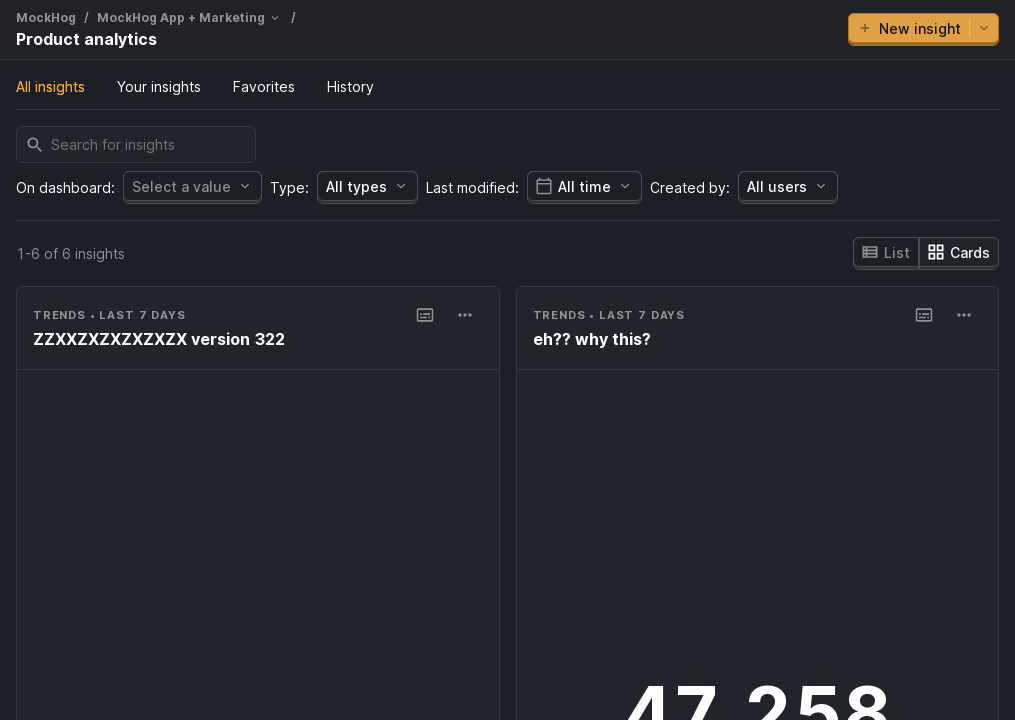 MockHog / MockHog App + Marketing /
Product analytics
New insight
All insights Your insights Favorites History
Search for insights
On dashboard: Select a value Type: All types Last modified: All time Created by: All users
1-6 of 6 insights
List Cards
TRENDS • LAST 7 DAYS
ZZXXZXZXZXZXZX version 322
TRENDS • LAST 7 DAYS
eh?? why this?
47,258